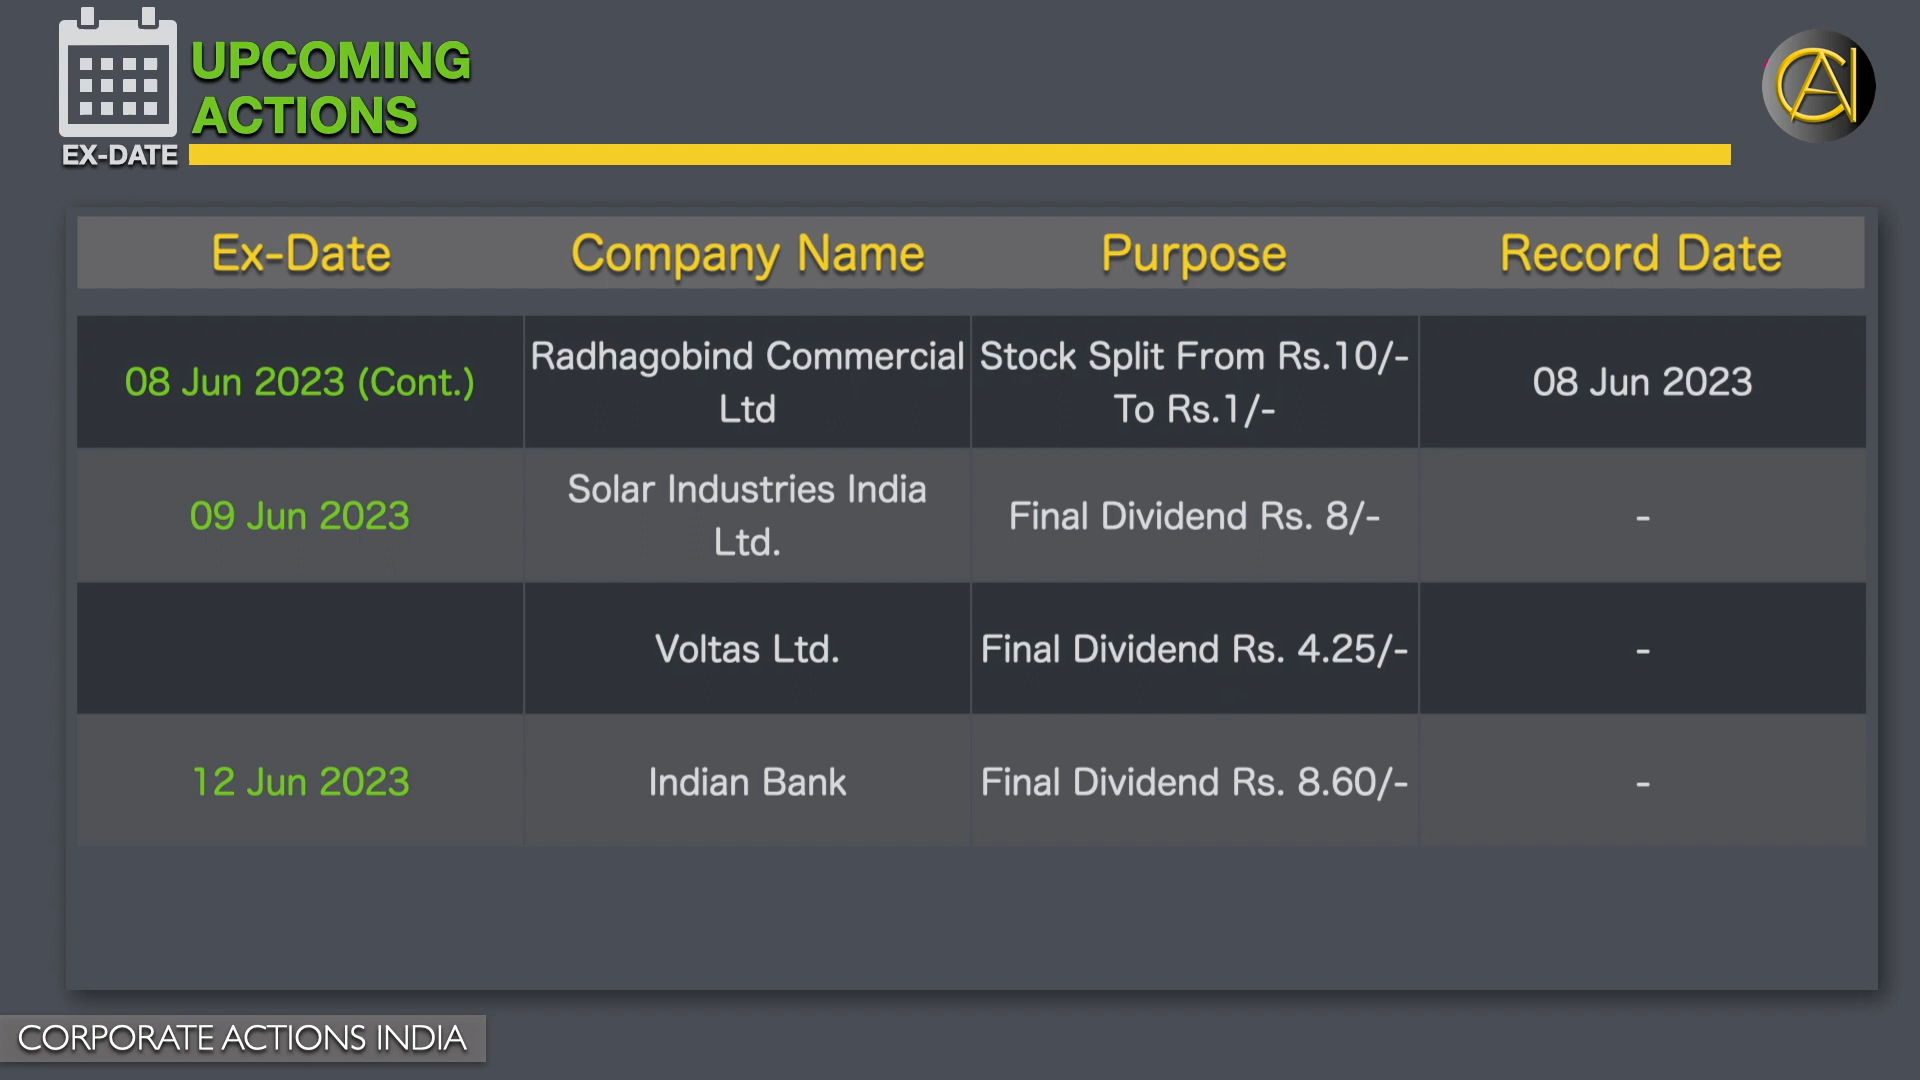 UPCOMING
ACTIONS
EX-DATE
CAI
Ex-Date Company Name Purpose Record Date
08 Jun 2023 (Cont.) Radhagobind Commercial Ltd Stock Split From Rs.10/- To Rs.1/- 08 Jun 2023
09 Jun 2023 Solar Industries India Ltd. Final Dividend Rs. 8/- -
Voltas Ltd. Final Dividend Rs. 4.25/- -
12 Jun 2023 Indian Bank Final Dividend Rs. 8.60/- -
CORPORATE ACTIONS INDIA